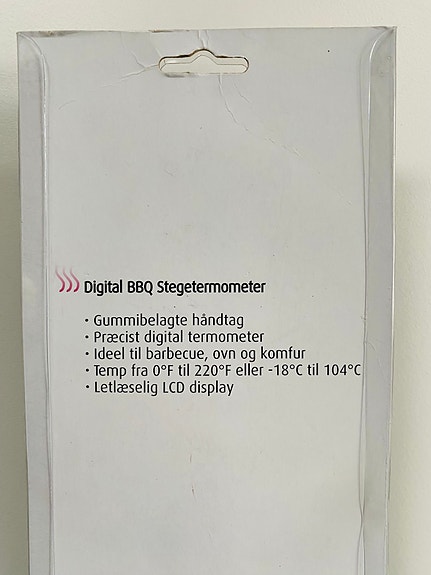 Digital BBQ Stegetermometer
• Gummibelagte håndtag
• Præcist digital termometer
• Ideel til barbecue, ovn og komfur
• Temp fra 0°F til 220°F eller -18°C til 104°C
• Letlæselig LCD display